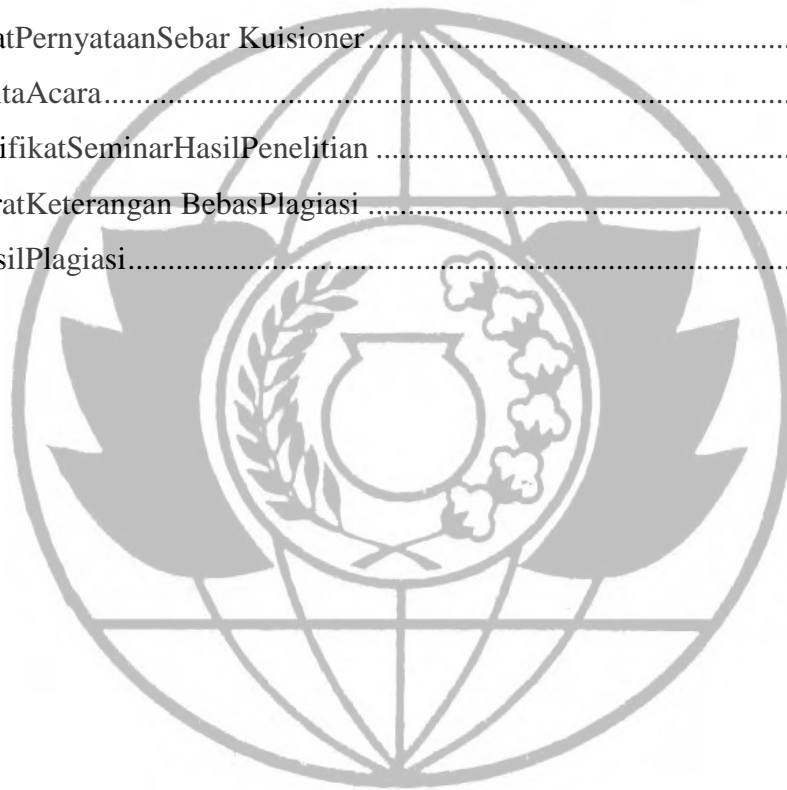 atPernyataanSebar Kuisioner........................................................................
itaAcara........................................................................
ifikatSeminarHasilPenelitian ........................................................................
ratKeterangan BebasPlagiasi ........................................................................
silPlagiasi........................................................................